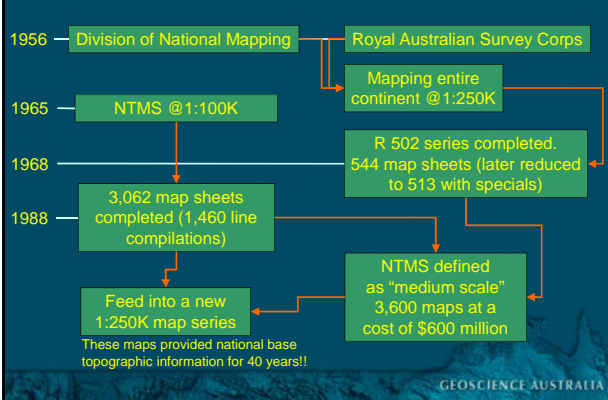 1956
Division of National Mapping
Royal Australian Survey Corps
Mapping entire
continent @1:250K
1965
NTMS @1:100K
R 502 series completed.
544 map sheets (later reduced
to 513 with specials)
1968
3,062 map sheets
completed (1,460 line
compilations)
1988
NTMS defined
as “medium scale”
3,600 maps at a
cost of $600 million
Feed into a new
1:250K map series
These maps provided national base
topographic information for 40 years!!
GEOSCIENCE AUSTRALIA